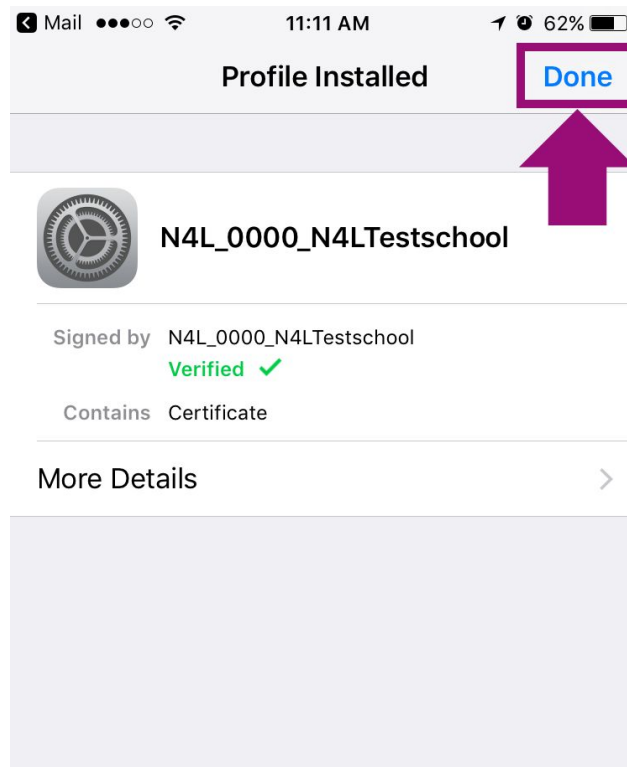 Mail 11:11 AM 62%
Profile Installed Done
N4L_0000_N4LTestschool
Signed by N4L_0000_N4LTestschool
Verified
Contains Certificate
More Details